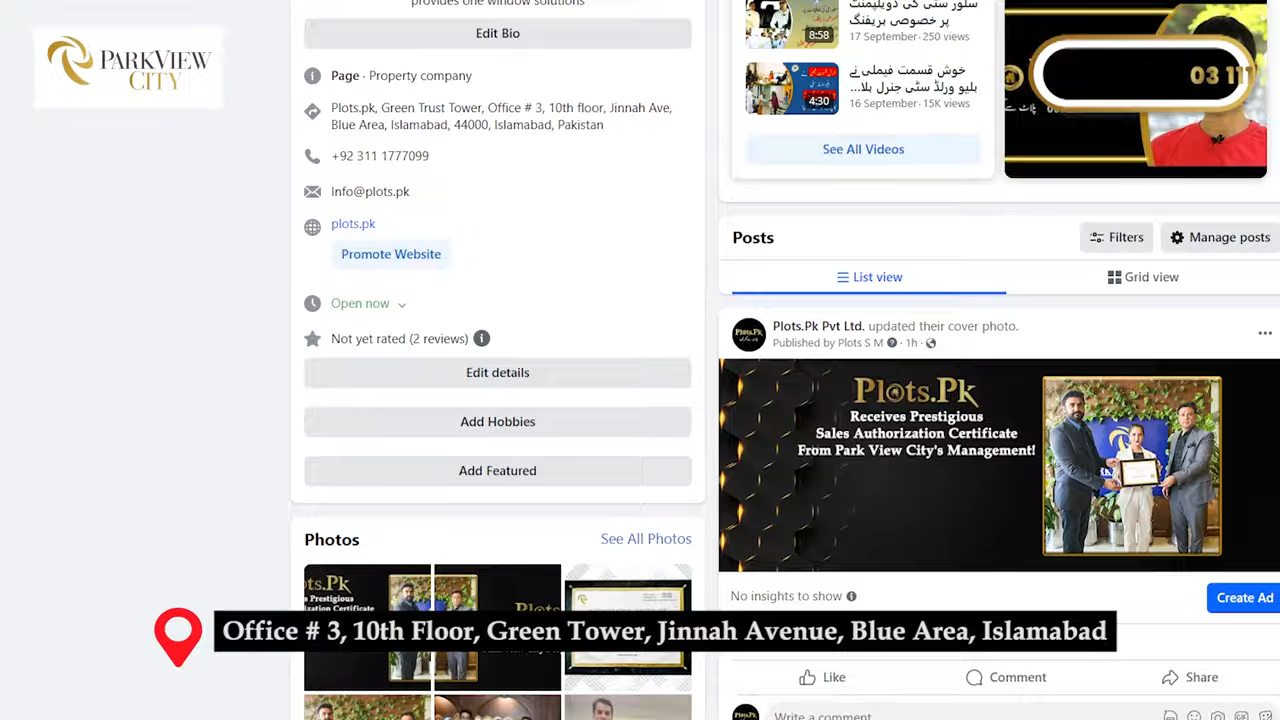 provides one window solutions
Edit Bio
PARKVIEW
CITY
Page · Property company
Plots.pk, Green Trust Tower, Office # 3, 10th floor, Jinnah Ave,
Blue Area, Islamabad, 44000, Islamabad, Pakistan
+92 311 1777099
Info@plots.pk
plots.pk
Promote Website
Open now
Not yet rated (2 reviews)
Edit details
Add Hobbies
Add Featured
Photos
See All Photos
سلور سٹی کی ڈویلپمنٹ
پر خصوصی بریفنگ
8:58
17 September · 250 views
خوش قسمت فیملی نے
بلیو ورلڈ سٹی جنرل بلا...
4:30
16 September · 15K views
See All Videos
03 11
Posts
Filters
Manage posts
List view
Grid view
Plots.Pk Pvt Ltd. updated their cover photo.
Published by Plots S M · 1h ·
Plots.Pk
Receives Prestigious
Sales Authorization Certificate
From Park View City's Management!
No insights to show
Create Ad
Office # 3, 10th Floor, Green Tower, Jinnah Avenue, Blue Area, Islamabad
Like
Comment
Share
Write a comment